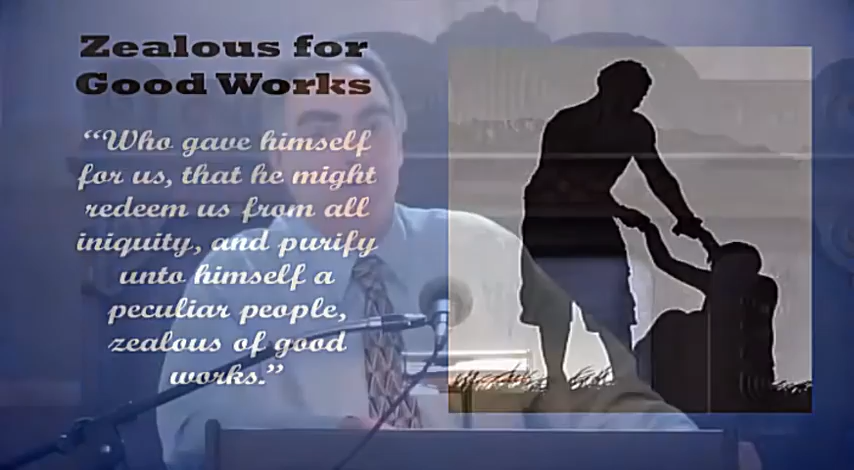 Zealous for
Good Works
“Who gave himself
for us, that he might
redeem us from all
iniquity, and purify
unto himself a
peculiar people,
zealous of good
works.”